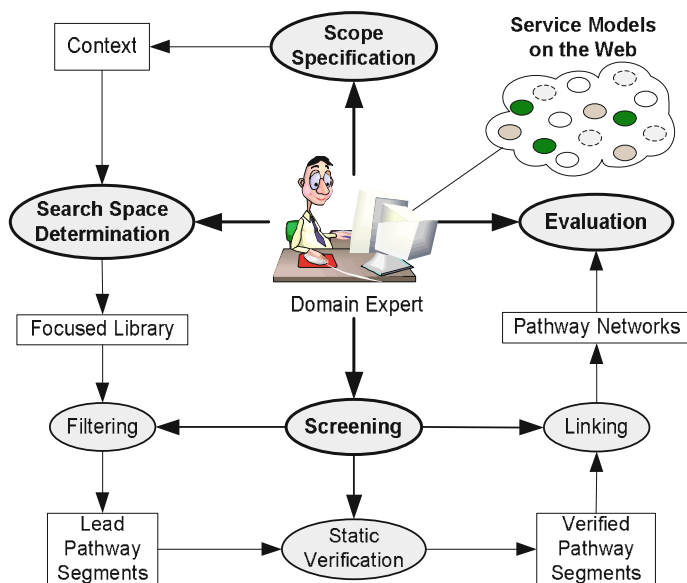 Context
Scope
Specification
Service Models
on the Web
Search Space
Determination
Evaluation
Domain Expert
Focused Library
Pathway Networks
Filtering
Screening
Linking
Lead
Pathway
Segments
Static
Verification
Verified
Pathway
Segments